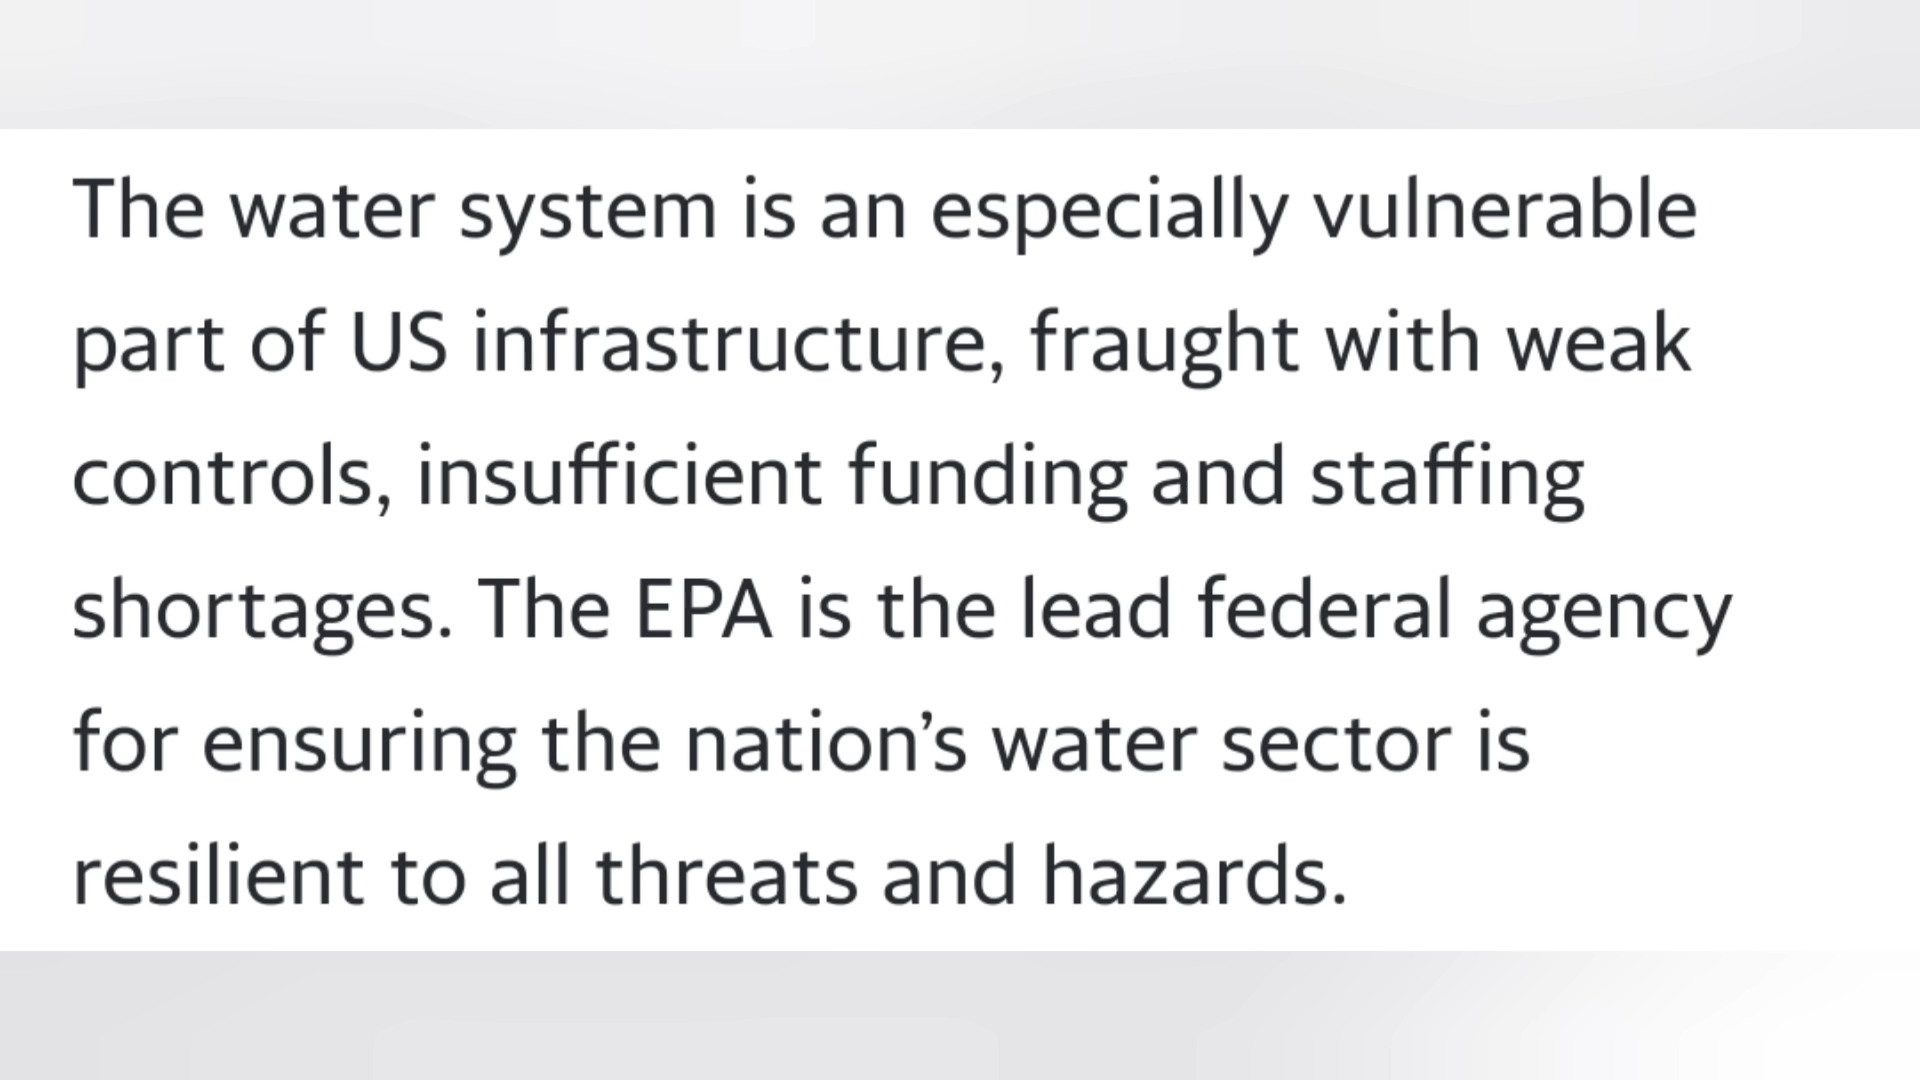 The water system is an especially vulnerable
part of US infrastructure, fraught with weak
controls, insufficient funding and staffing
shortages. The EPA is the lead federal agency
for ensuring the nation’s water sector is
resilient to all threats and hazards.